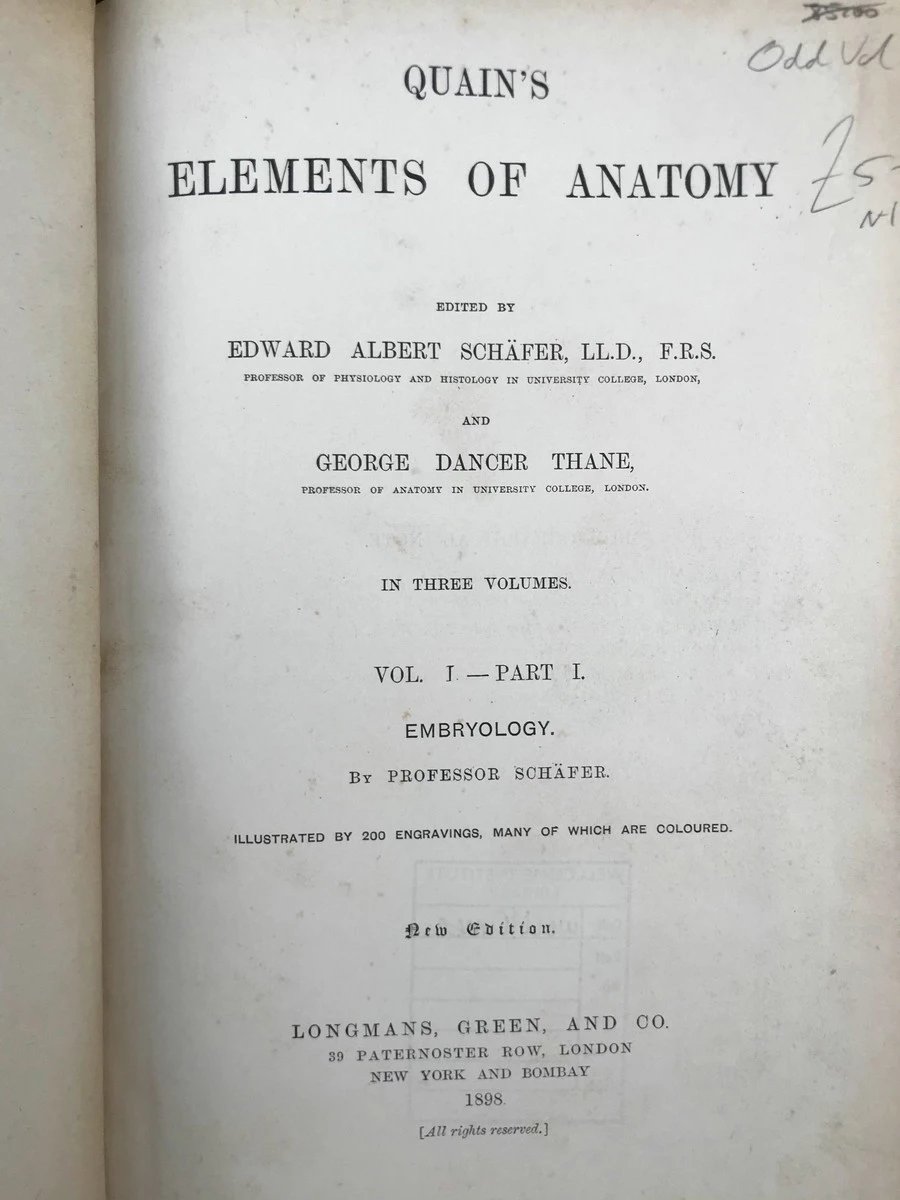 Odd Vol
QUAIN'S
ELEMENTS OF ANATOMY
£5-
EDITED BY
EDWARD ALBERT SCHÄFER, LL.D., F.R.S.
PROFESSOR OF PHYSIOLOGY AND HISTOLOGY IN UNIVERSITY COLLEGE, LONDON,
AND
GEORGE DANCER THANE,
PROFESSOR OF ANATOMY IN UNIVERSITY COLLEGE, LONDON.
IN THREE VOLUMES.
VOL. I.—PART I.
EMBRYOLOGY.
BY PROFESSOR SCHÄFER.
ILLUSTRATED BY 200 ENGRAVINGS, MANY OF WHICH ARE COLOURED.
New Edition.
LONGMANS, GREEN, AND CO.
39 PATERNOSTER ROW, LONDON
NEW YORK AND BOMBAY
1898
[All rights reserved.]